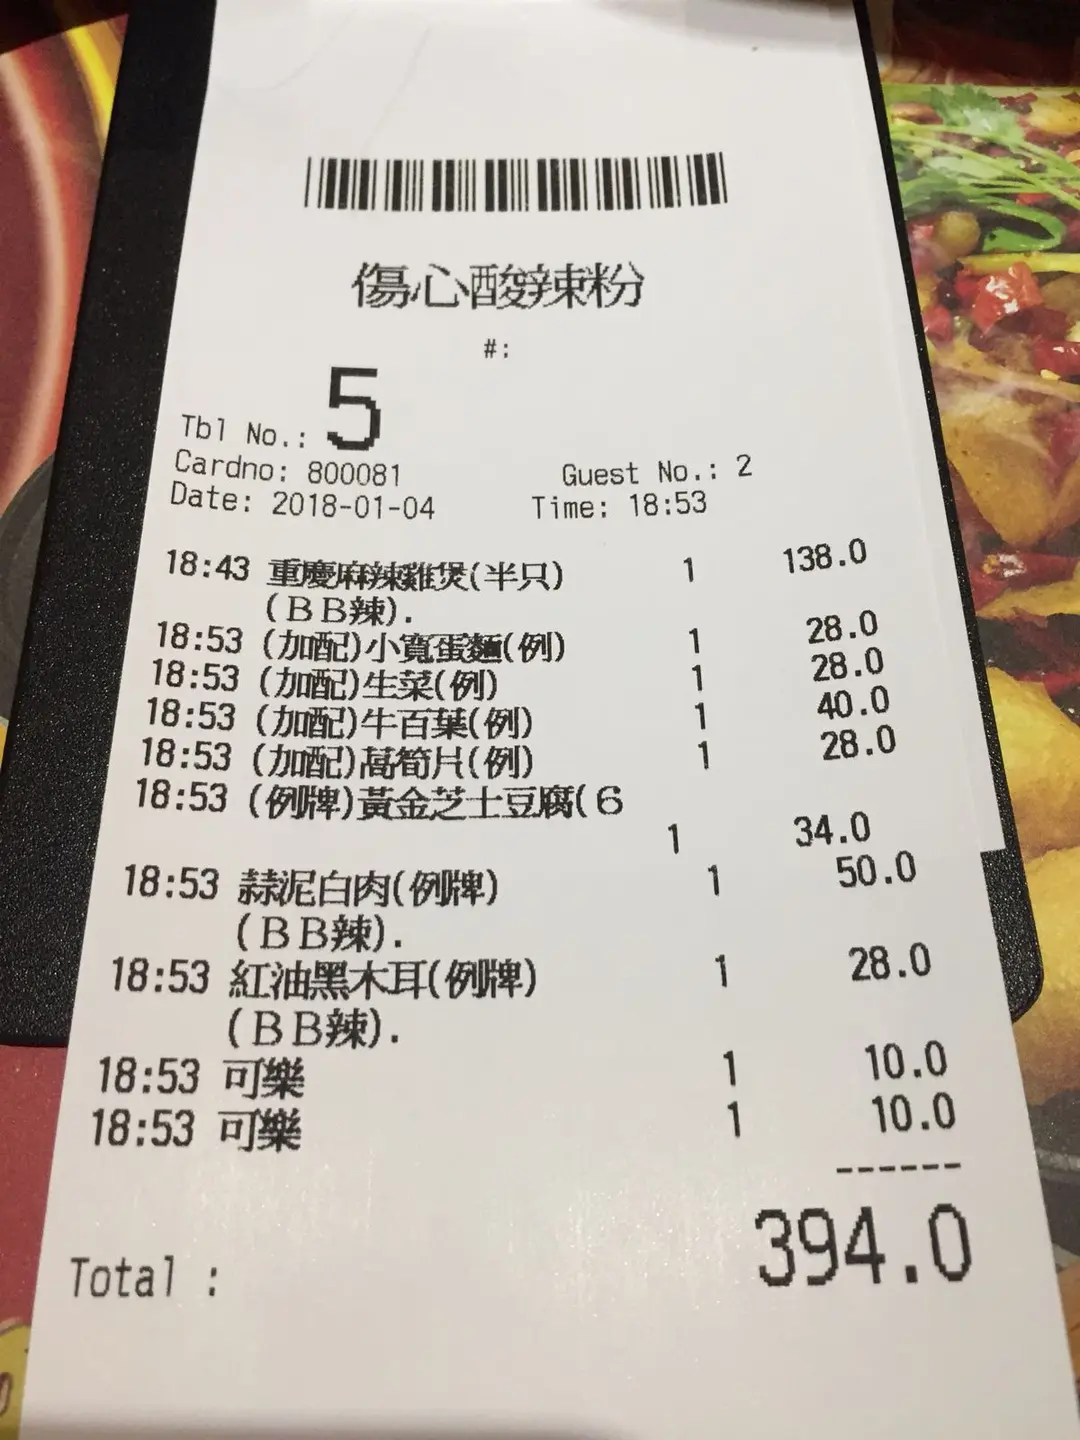 傷心酸辣粉
#:
Tbl No.: 5
Cardno: 800081 Guest No.: 2
Date: 2018-01-04 Time: 18:53
18:43 重慶麻辣雞煲(半只) 1 138.0
(ＢＢ辣).
18:53 (加配)小寬蛋麵(例) 1 28.0
18:53 (加配)生菜(例) 1 28.0
18:53 (加配)牛百葉(例) 1 40.0
18:53 (加配)萵筍片(例) 1 28.0
18:53 (例牌)黃金芝士豆腐(６
1 34.0
18:53 蒜泥白肉(例牌) 1 50.0
(ＢＢ辣).
18:53 紅油黑木耳(例牌) 1 28.0
(ＢＢ辣).
18:53 可樂 1 10.0
18:53 可樂 1 10.0
------
Total : 394.0